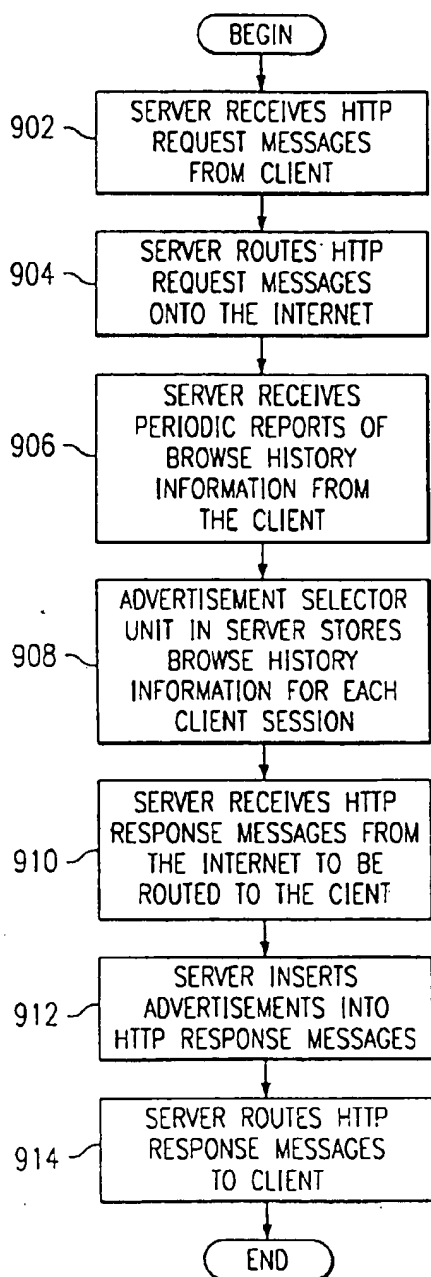 BEGIN
902
SERVER RECEIVES HTTP
REQUEST MESSAGES
FROM CLIENT
904
SERVER ROUTES HTTP
REQUEST MESSAGES
ONTO THE INTERNET
906
SERVER RECEIVES
PERIODIC REPORTS OF
BROWSE HISTORY
INFORMATION FROM
THE CLIENT
908
ADVERTISEMENT SELECTOR
UNIT IN SERVER STORES
BROWSE HISTORY
INFORMATION FOR EACH
CLIENT SESSION
910
SERVER RECEIVES HTTP
RESPONSE MESSAGES FROM
THE INTERNET TO BE
ROUTED TO THE CIENT
912
SERVER INSERTS
ADVERTISEMENTS INTO
HTTP RESPONSE MESSAGES
914
SERVER ROUTES HTTP
RESPONSE MESSAGES
TO CLIENT
END